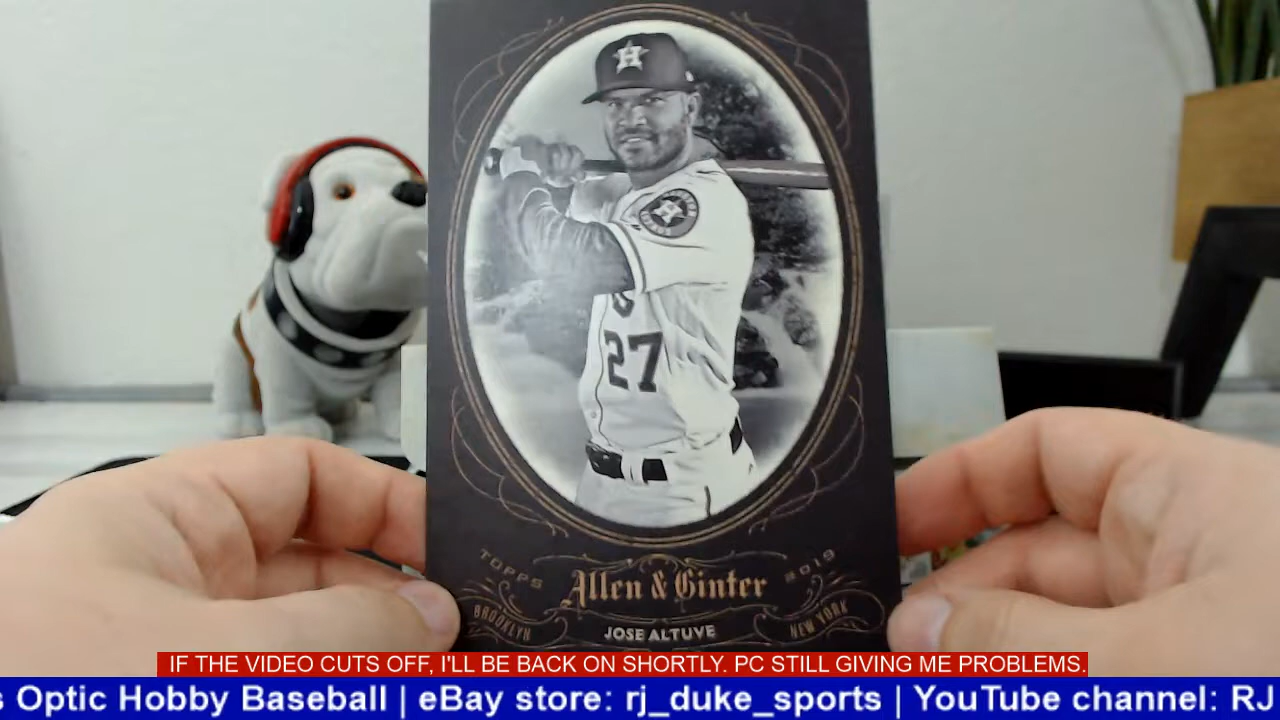 H
27
TOPPS 2019
Allen & Ginter
BROOKLYN NEW YORK
JOSE ALTUVE
IF THE VIDEO CUTS OFF, I'LL BE BACK ON SHORTLY. PC STILL GIVING ME PROBLEMS.
s Optic Hobby Baseball | eBay store: rj_duke_sports | YouTube channel: RJ